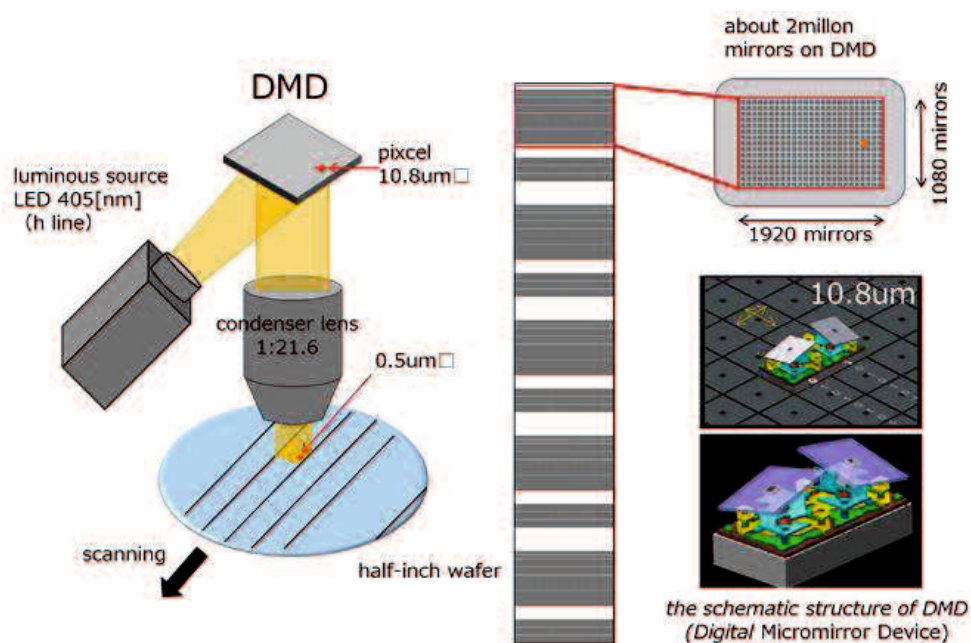 DMD
pixcel
10.8um□
luminous source
LED 405[nm]
(h line)
condenser lens
1:21.6
0.5um□
scanning
half-inch wafer
about 2millon
mirrors on DMD
1080 mirrors
1920 mirrors
10.8um
the schematic structure of DMD
(Digital Micromirror Device)